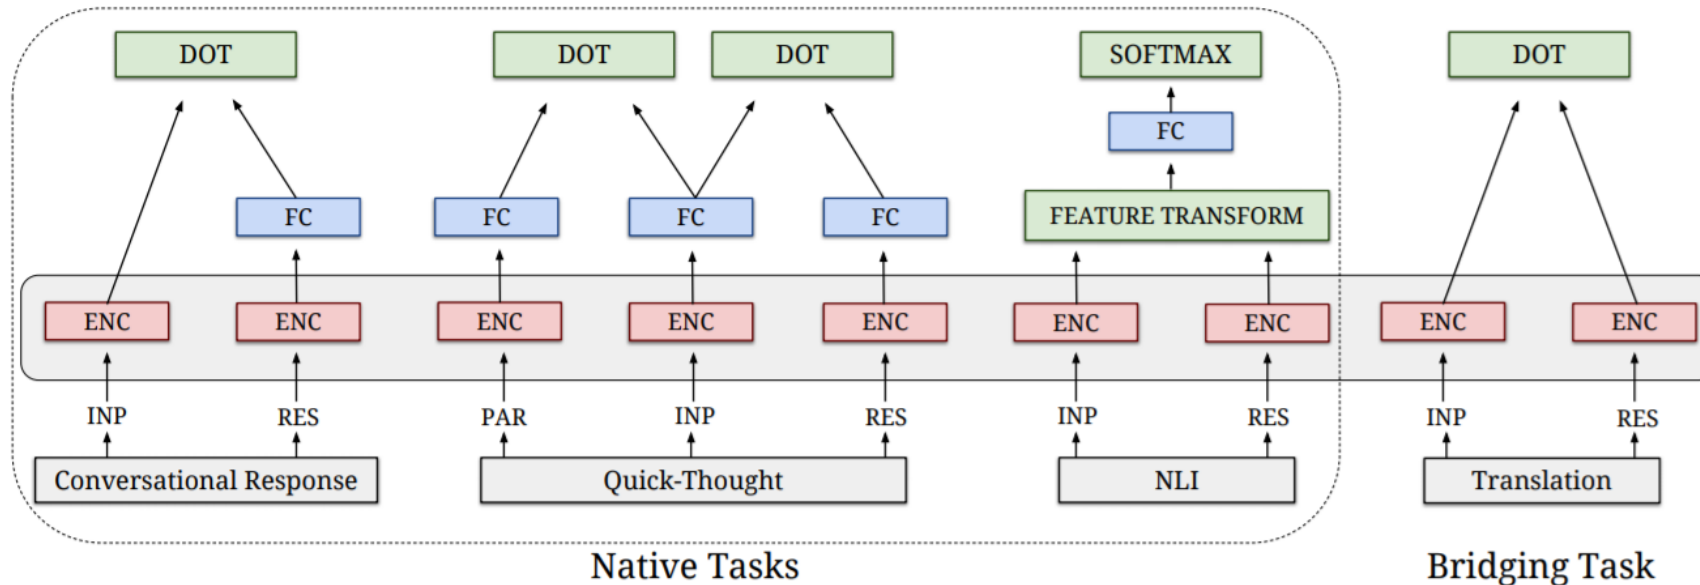 DOT DOT DOT SOFTMAX DOT
FC
FC FC FC FC FEATURE TRANSFORM
ENC ENC ENC ENC ENC ENC ENC ENC ENC
INP RES PAR INP RES INP RES INP RES
Conversational Response Quick-Thought NLI Translation
Native Tasks Bridging Task